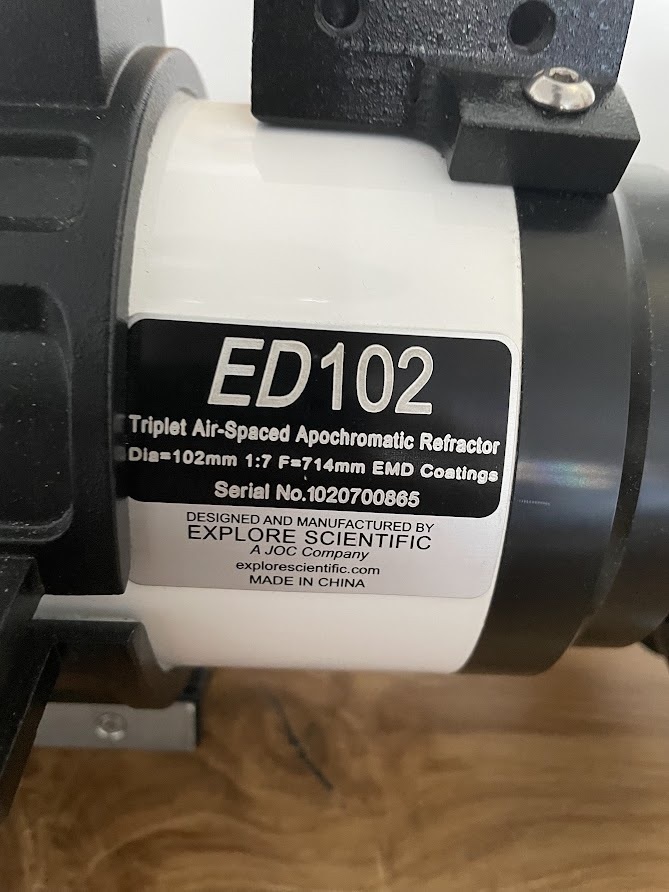 ED102
Triplet Air-Spaced Apochromatic Refractor
Dia=102mm 1:7 F=714mm EMD Coatings
Serial No.1020700865
DESIGNED AND MANUFACTURED BY
EXPLORE SCIENTIFIC
A JOC Company
explorescientific.com
MADE IN CHINA